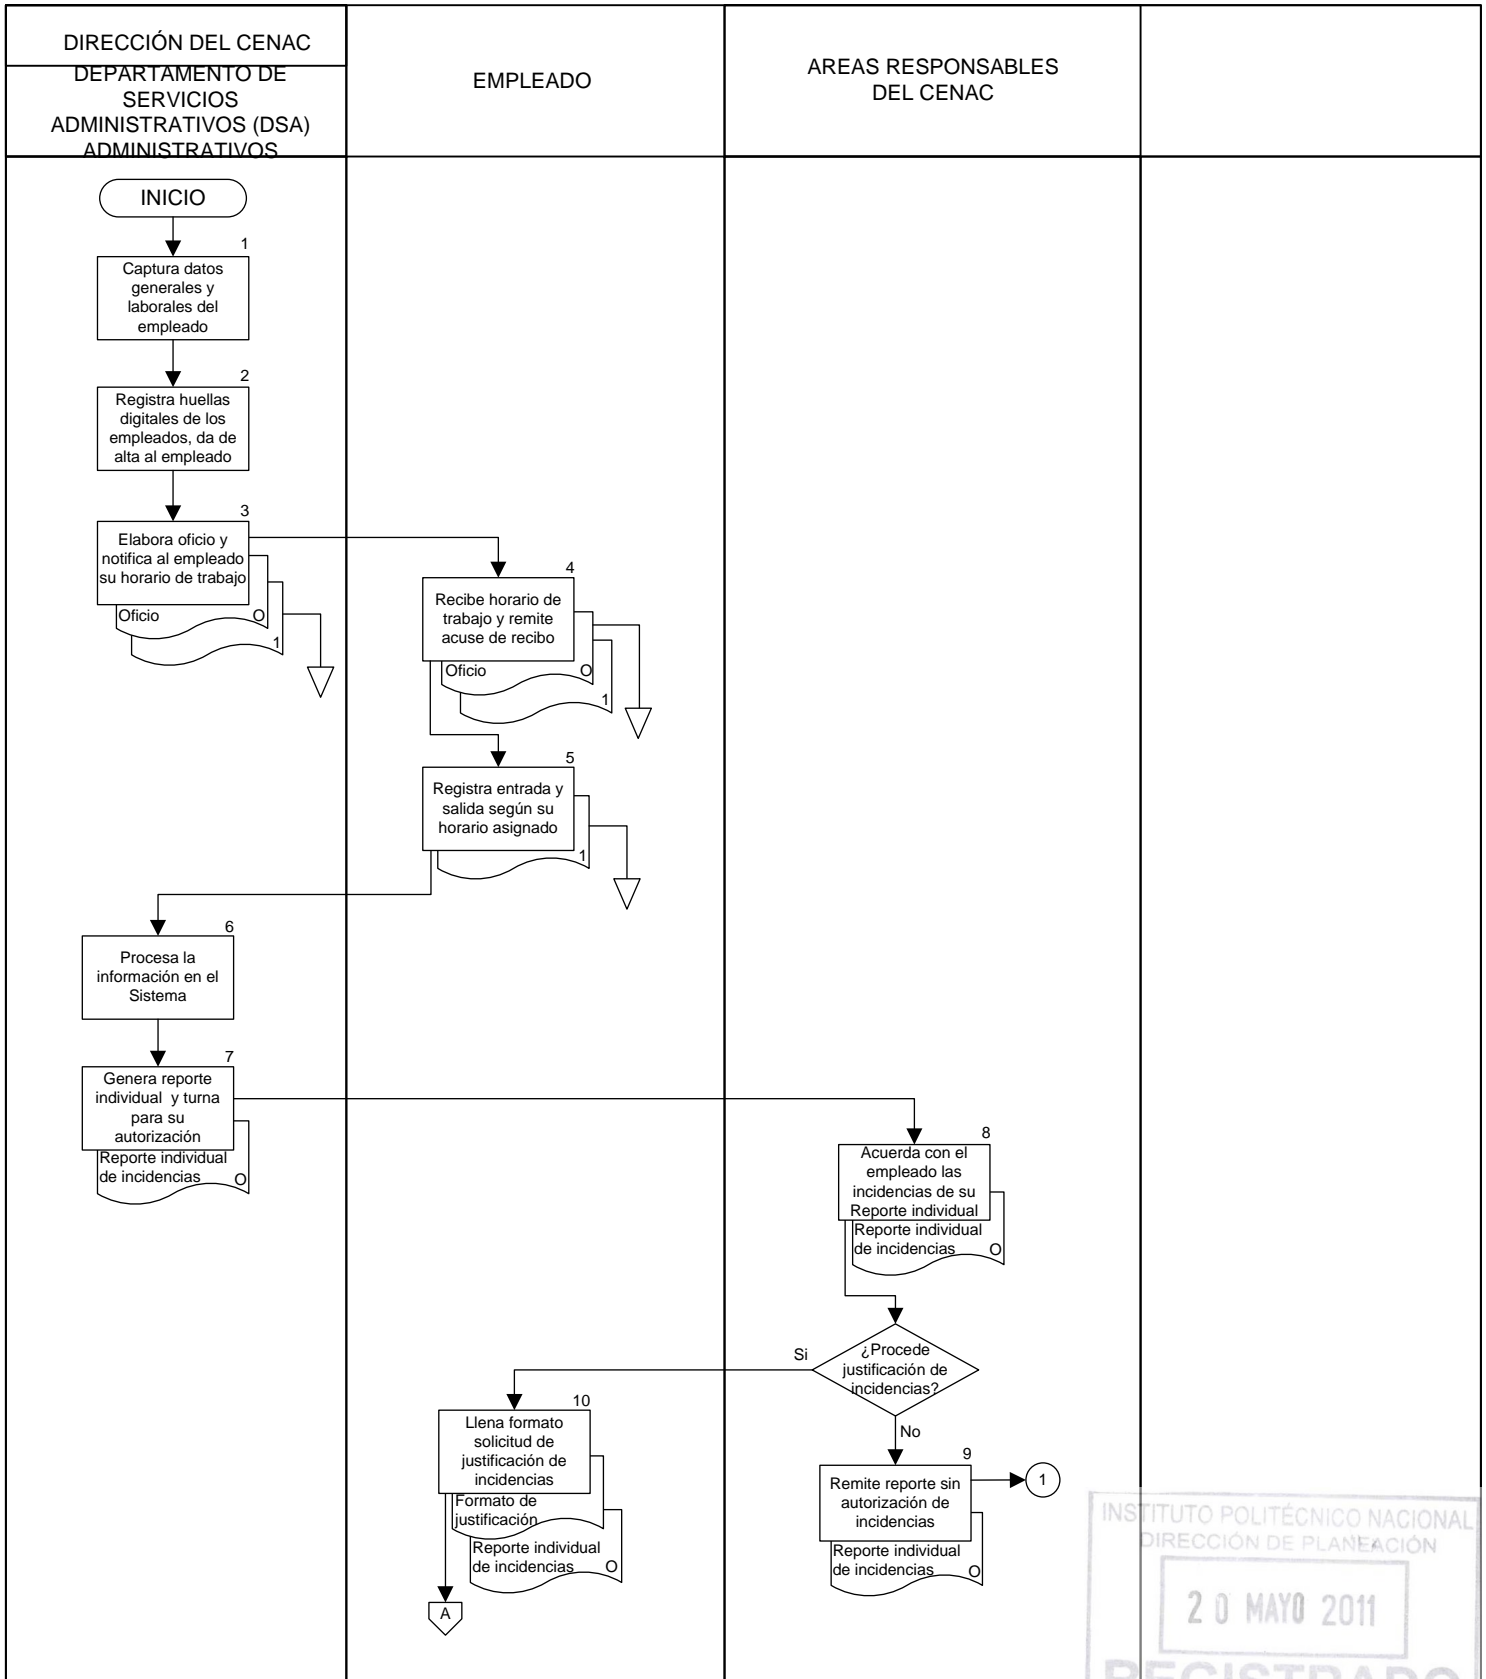 DIRECCIÓN DEL CENAC
DEPARTAMENTO DE
SERVICIOS
ADMINISTRATIVOS (DSA)
ADMINISTRATIVOS
EMPLEADO
AREAS RESPONSABLES
DEL CENAC
INICIO
1
Captura datos
generales y
laborales del
empleado
2
Registra huellas
digitales de los
empleados, da de
alta al empleado
3
Elabora oficio y
notifica al empleado
su horario de trabajo
Oficio O
1
4
Recibe horario de
trabajo y remite
acuse de recibo
Oficio O
1
5
Registra entrada y
salida según su
horario asignado
1
6
Procesa la
información en el
Sistema
7
Genera reporte
individual y turna
para su
autorización
Reporte individual
de incidencias O
8
Acuerda con el
empleado las
incidencias de su
Reporte individual
Reporte individual
de incidencias O
¿Procede
justificación de
incidencias?
Si
No
10
Llena formato
solicitud de
justificación de
incidencias
Formato de
justificación
Reporte individual
de incidencias O
A
9
Remite reporte sin
autorización de
incidencias
Reporte individual
de incidencias O
1
INSTITUTO POLITÉCNICO NACIONAL
DIRECCIÓN DE PLANEACIÓN
20 MAYO 2011
REGISTRADO